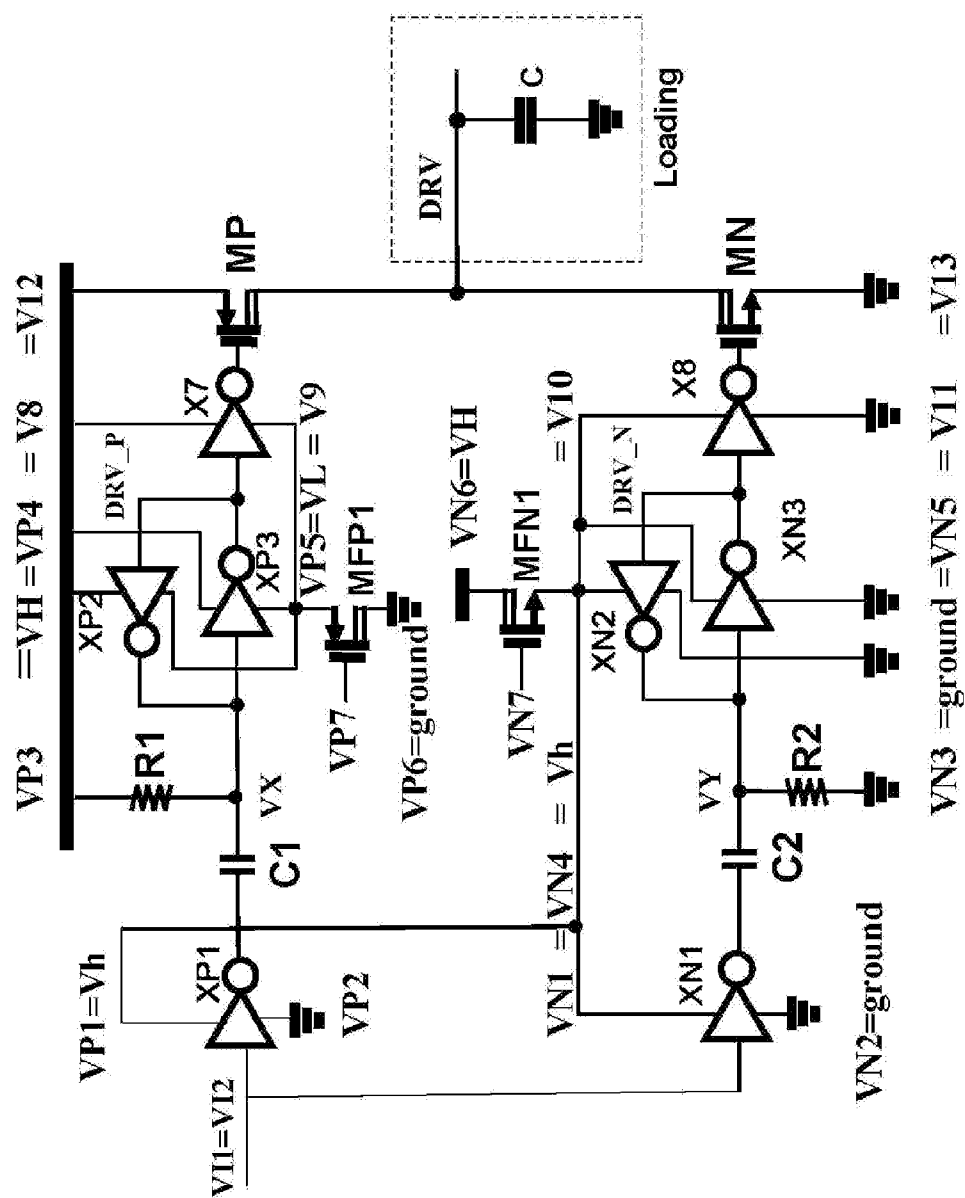 VP3 =VH =VP4 = V8 =V12
VP1=Vh
VI1=VI2
XP1
VP2
C1
VX
R1
XP2
DRV_P
XP3
X7
MP
VP5=VL = V9
MFP1
VP7
VP6=ground
DRV
C
Loading
VN6=VH
MFN1
VN7
VN1 =VN4 = Vh = V10
XN2
DRV_N
XN1
C2
VY
R2
XN3
X8
MN
VN2=ground
VN3 =ground =VN5 = V11 =V13